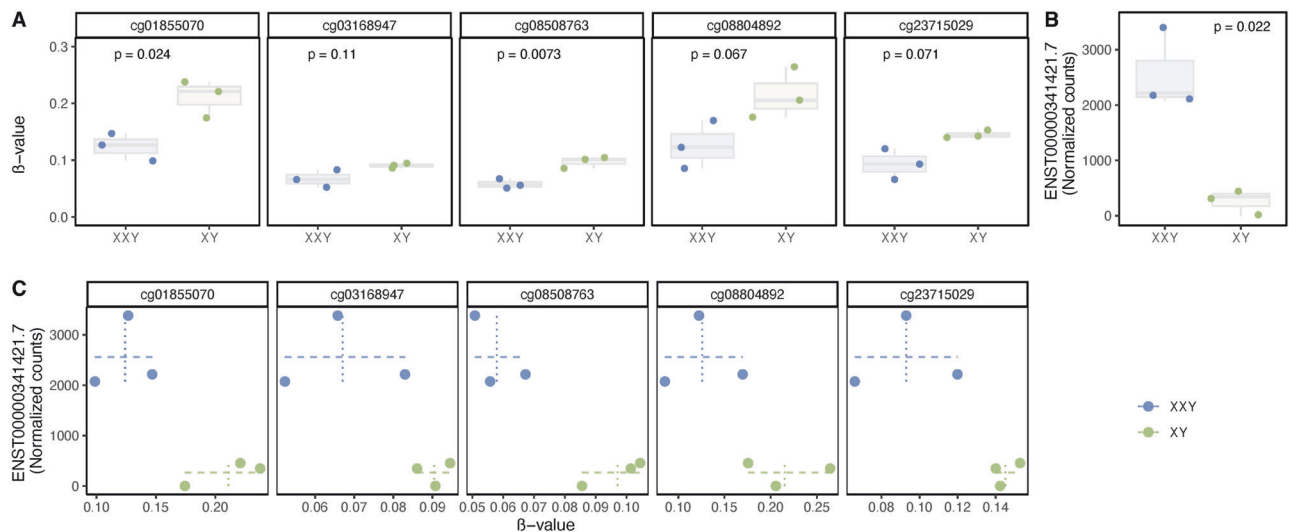 A
cg01855070 cg03168947 cg08508763 cg08804892 cg23715029
p = 0.024 p = 0.11 p = 0.0073 p = 0.067 p = 0.071
0.3
0.2
0.1
0.0
ß-value
XXY XY XXY XY XXY XY XXY XY XXY XY
B
p = 0.022
3000
2000
1000
0
ENST00000341421.7
(Normalized counts)
XXY XY
C
cg01855070 cg03168947 cg08508763 cg08804892 cg23715029
3000
2000
1000
0
ENST00000341421.7
(Normalized counts)
0.10 0.15 0.20 0.06 0.07 0.08 0.09 0.05 0.06 0.07 0.08 0.09 0.10 0.10 0.15 0.20 0.25 0.08 0.10 0.12 0.14
ß-value
XXY
XY